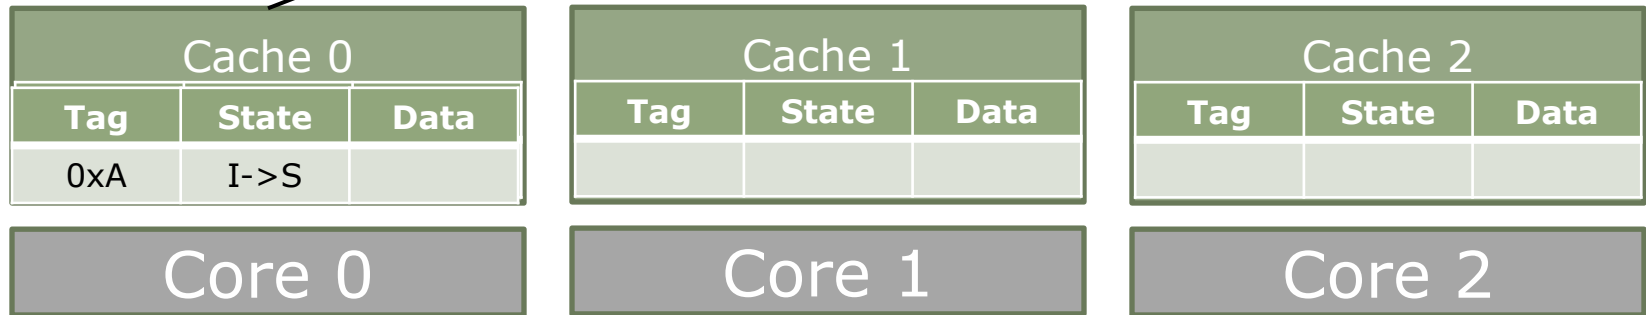 Cache 0
Tag State Data
0xA I->S
Core 0
Cache 1
Tag State Data
Core 1
Cache 2
Tag State Data
Core 2